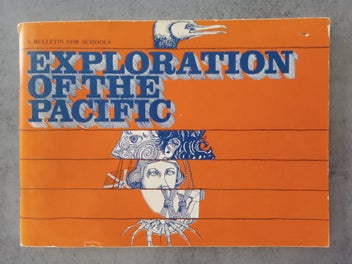 A BULLETIN FOR SCHOOLS
EXPLORATION
OF THE
PACIFIC